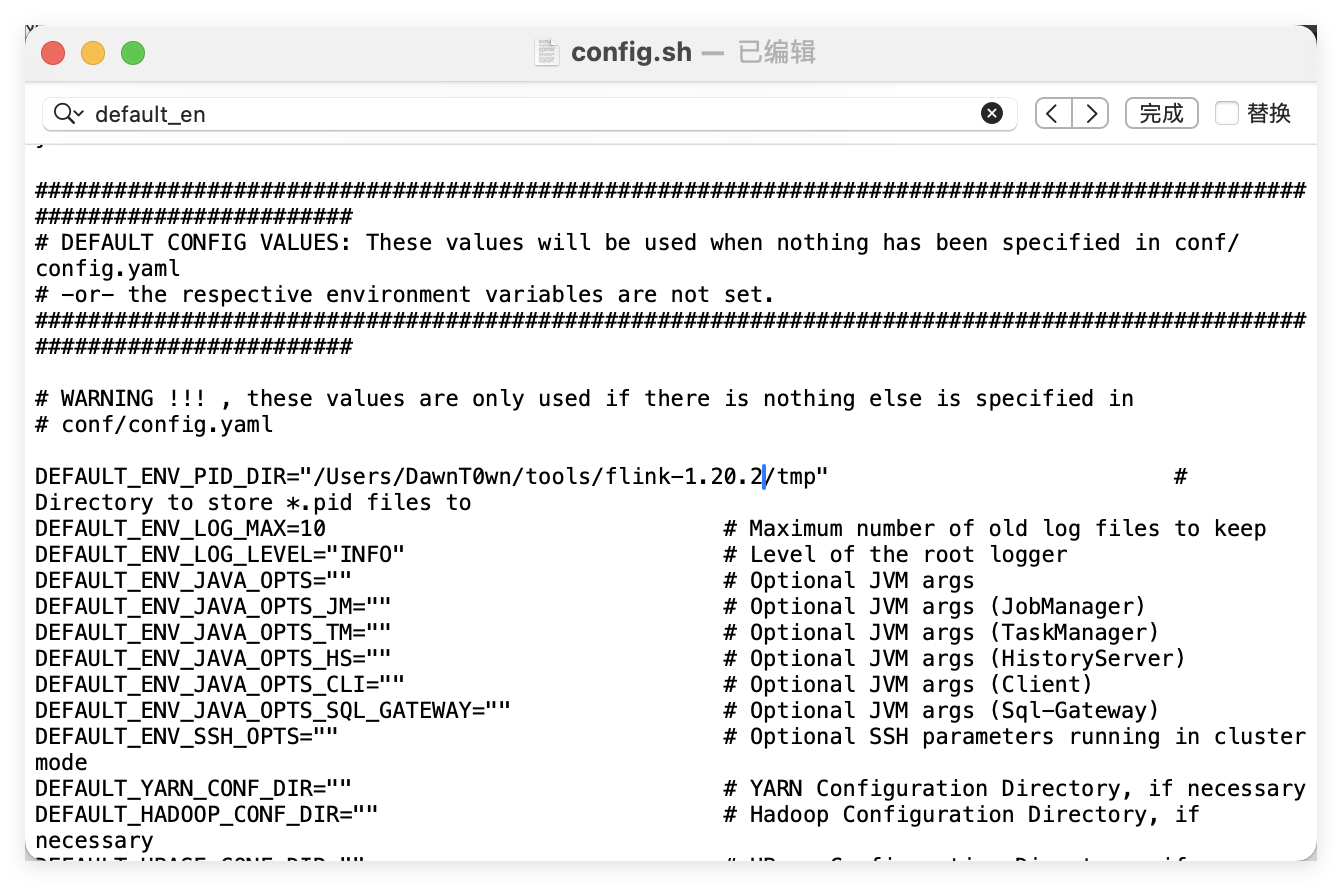 config.sh — 已编辑
default_en
完成
替换
################################################################################################
########################
# DEFAULT CONFIG VALUES: These values will be used when nothing has been specified in conf/
config.yaml
# -or- the respective environment variables are not set.
################################################################################################
########################
# WARNING !!! , these values are only used if there is nothing else is specified in
# conf/config.yaml
DEFAULT_ENV_PID_DIR="/Users/DawnT0wn/tools/flink-1.20.2/tmp" #
Directory to store *.pid files to
DEFAULT_ENV_LOG_MAX=10 # Maximum number of old log files to keep
DEFAULT_ENV_LOG_LEVEL="INFO" # Level of the root logger
DEFAULT_ENV_JAVA_OPTS="" # Optional JVM args
DEFAULT_ENV_JAVA_OPTS_JM="" # Optional JVM args (JobManager)
DEFAULT_ENV_JAVA_OPTS_TM="" # Optional JVM args (TaskManager)
DEFAULT_ENV_JAVA_OPTS_HS="" # Optional JVM args (HistoryServer)
DEFAULT_ENV_JAVA_OPTS_CLI="" # Optional JVM args (Client)
DEFAULT_ENV_JAVA_OPTS_SQL_GATEWAY="" # Optional JVM args (Sql-Gateway)
DEFAULT_ENV_SSH_OPTS="" # Optional SSH parameters running in cluster
mode
DEFAULT_YARN_CONF_DIR="" # YARN Configuration Directory, if necessary
DEFAULT_HADOOP_CONF_DIR="" # Hadoop Configuration Directory, if
necessary